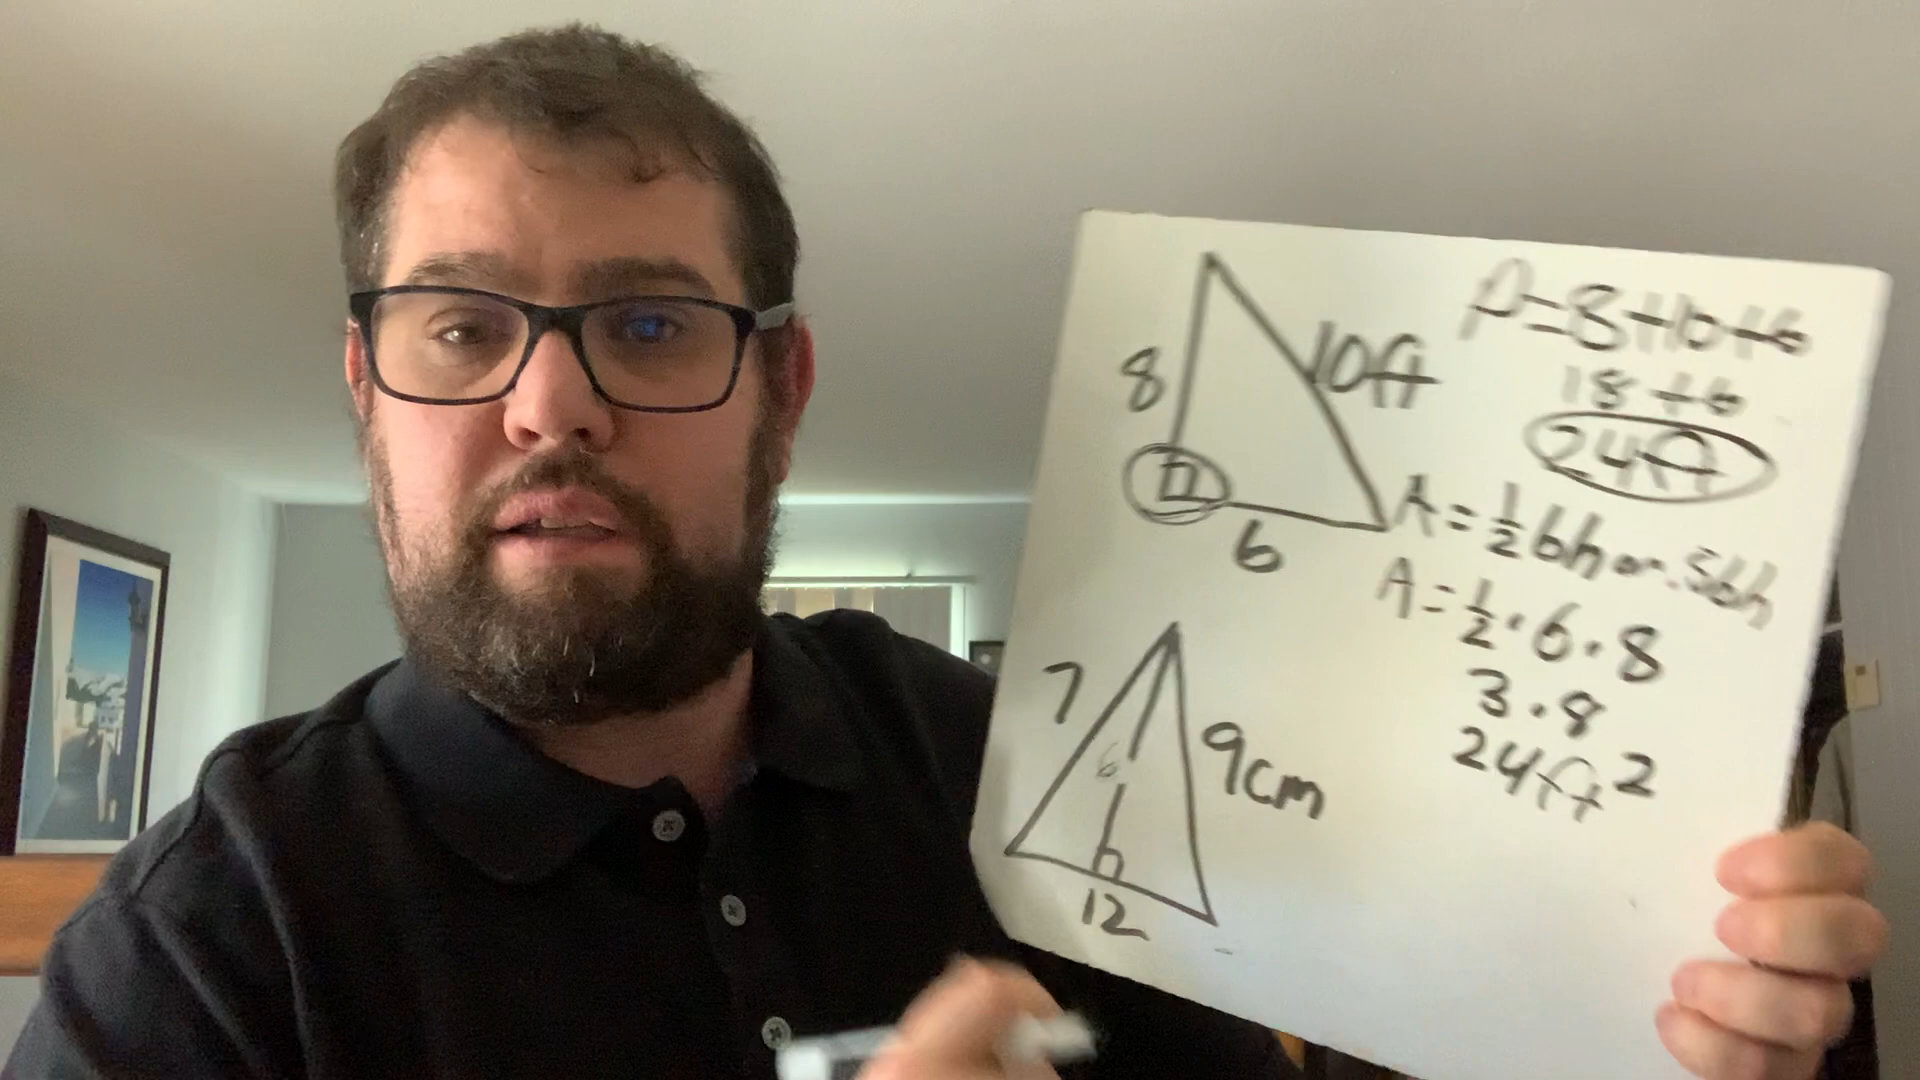 P=8+10+6
8
10ft
18+6
24ft
6
A=½bh or .5bh
A=½·6·8
3·8
24ft²
7
6
9cm
h
12